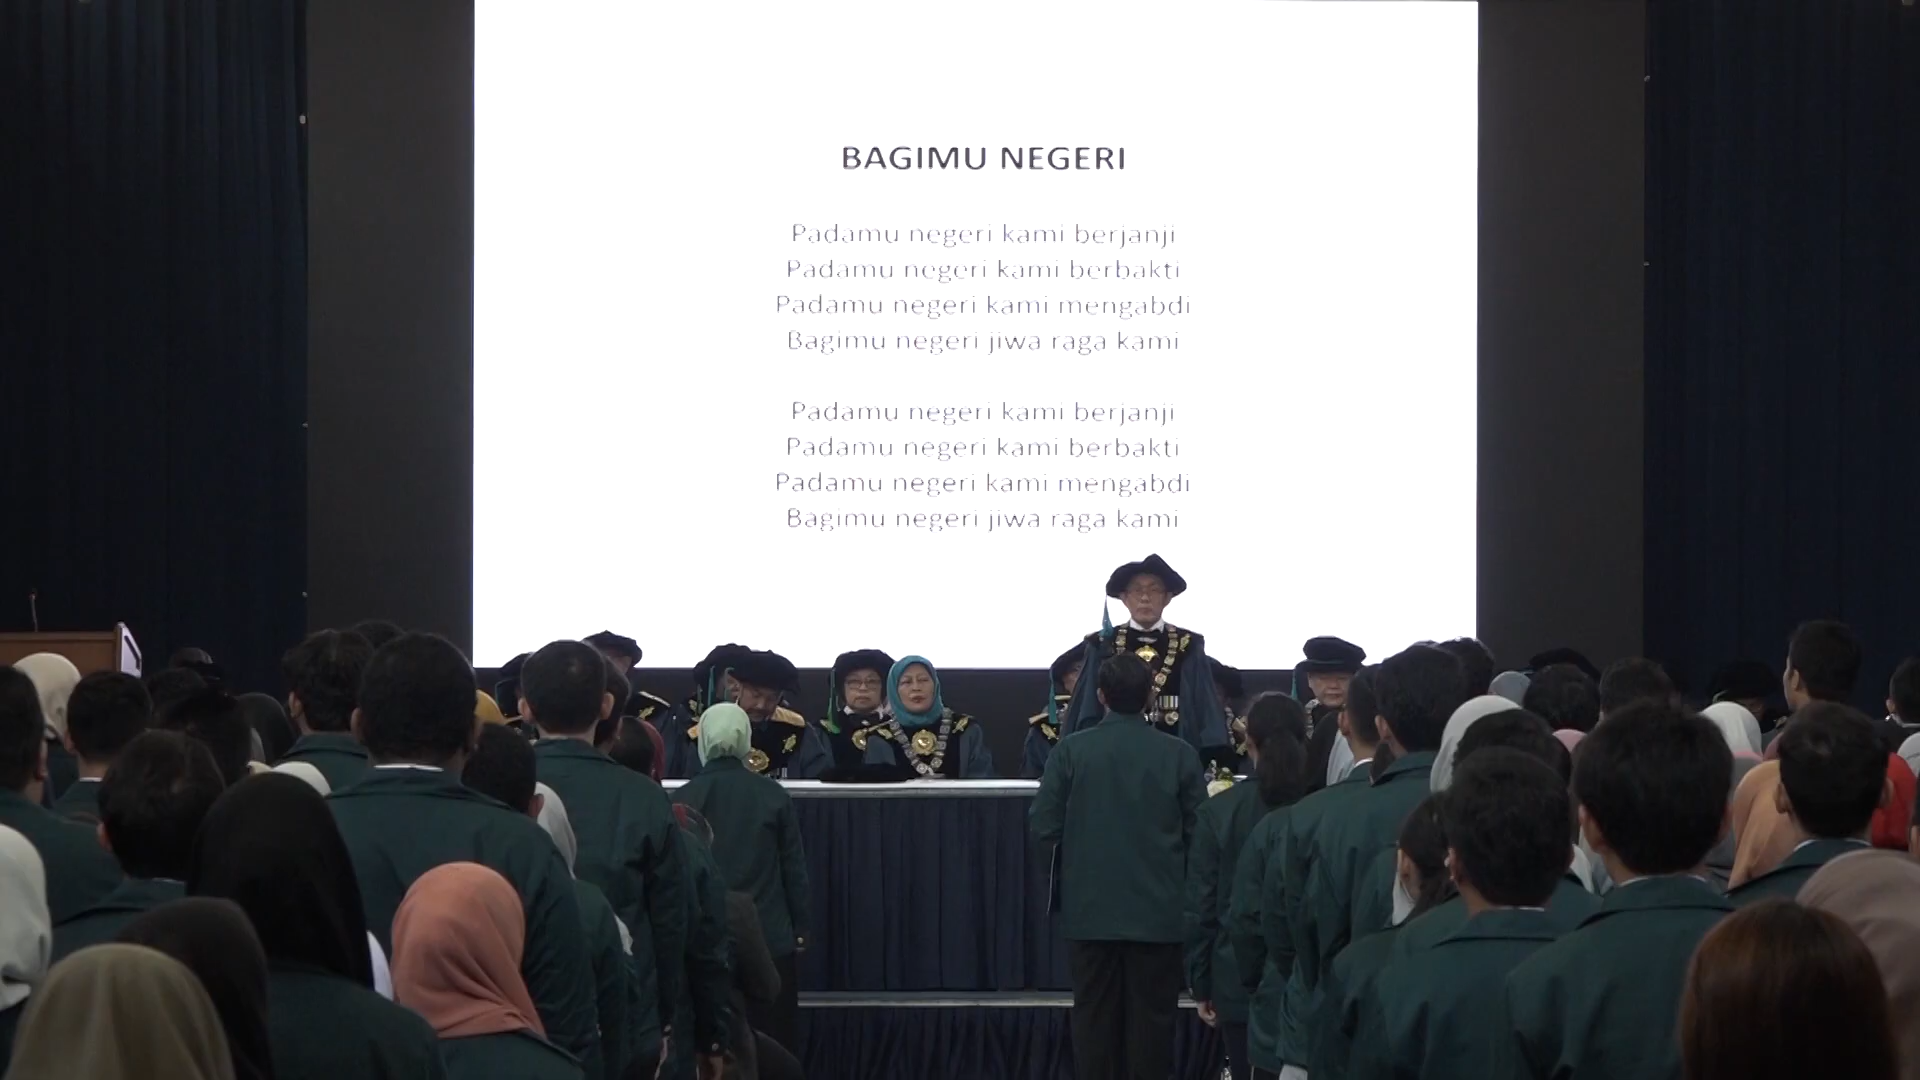 BAGIMU NEGERI
Padamu negeri kami berjanji
Padamu negeri kami berbakti
Padamu negeri kami mengabdi
Bagimu negeri jiwa raga kami
Padamu negeri kami berjanji
Padamu negeri kami berbakti
Padamu negeri kami mengabdi
Bagimu negeri jiwa raga kami